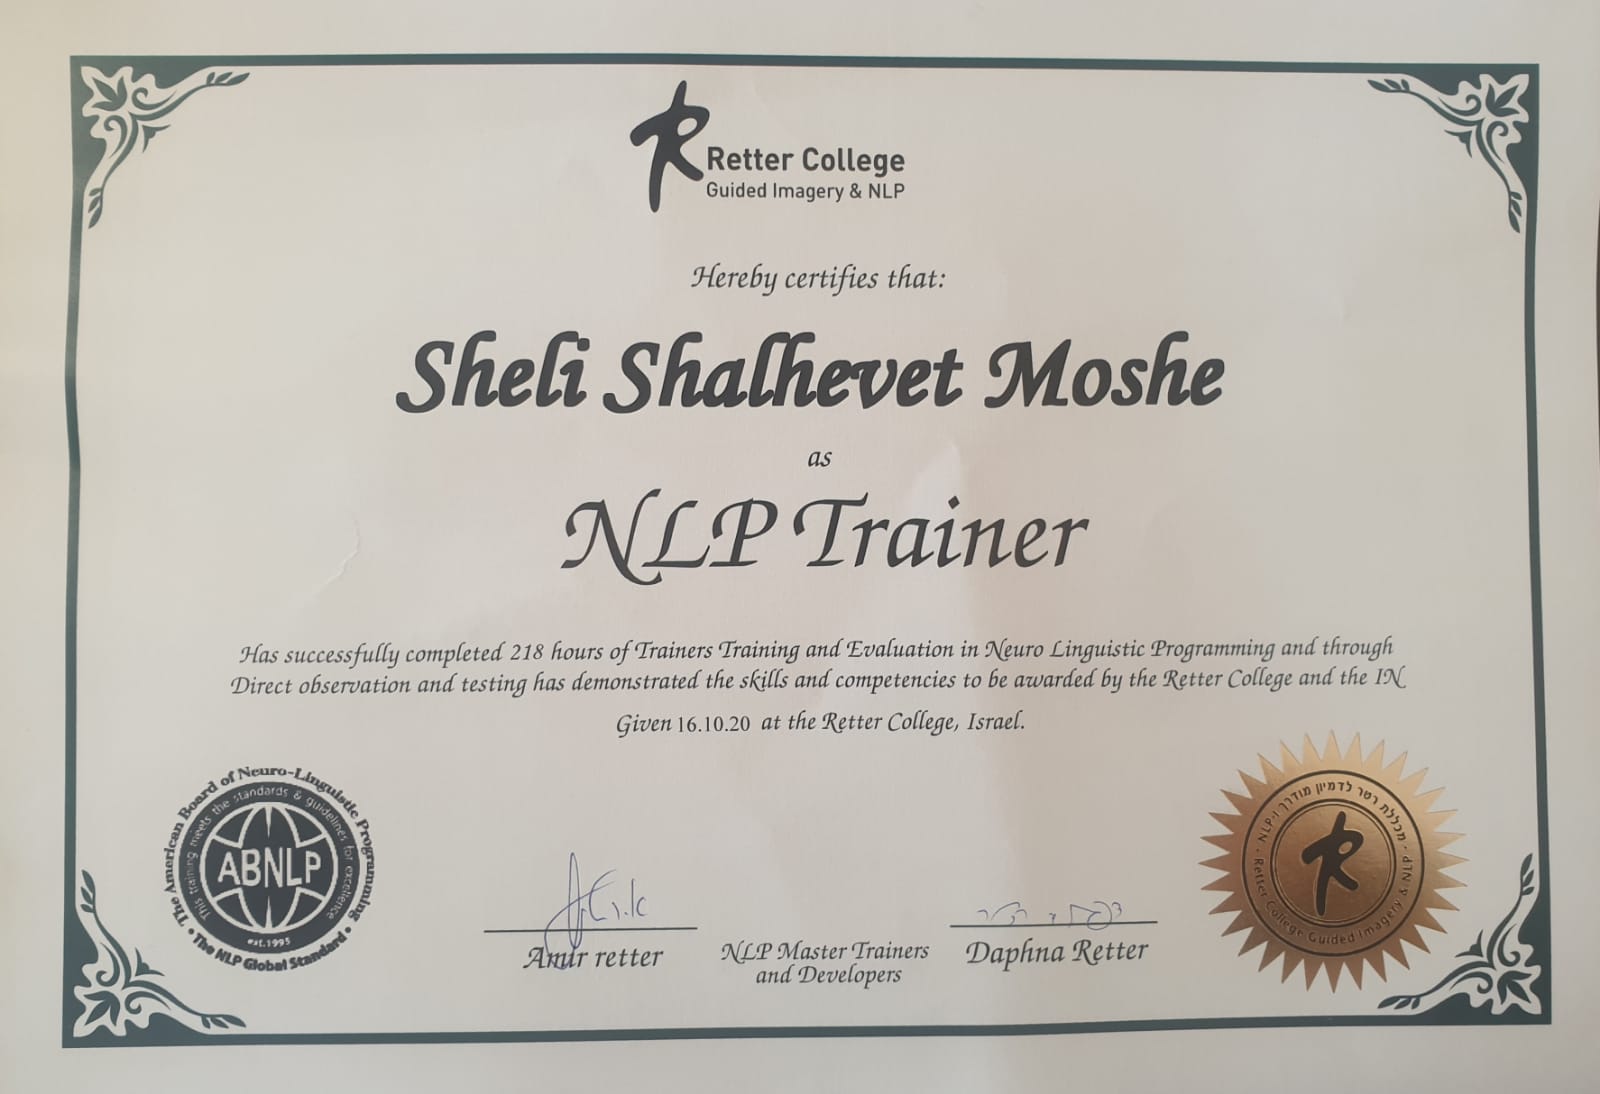 Retter College
Guided Imagery & NLP
Hereby certifies that:
Sheli Shalhevet Moshe
as
NLP Trainer
Has successfully completed 218 hours of Trainers Training and Evaluation in Neuro Linguistic Programming and through
Direct observation and testing has demonstrated the skills and competencies to be awarded by the Retter College and the IN
Given 16.10.20 at the Retter College, Israel.
The American Board of Neuro-Linguistic Programming
This training meets the standards & guidelines for excellence
ABNLP
est.1995
• The NLP Global Standard •
Amir retter
NLP Master Trainers
and Developers
Daphna Retter
מכללת רטר לדמיון מודרך ו-NLP
Retter College Guided Imagery & NLP